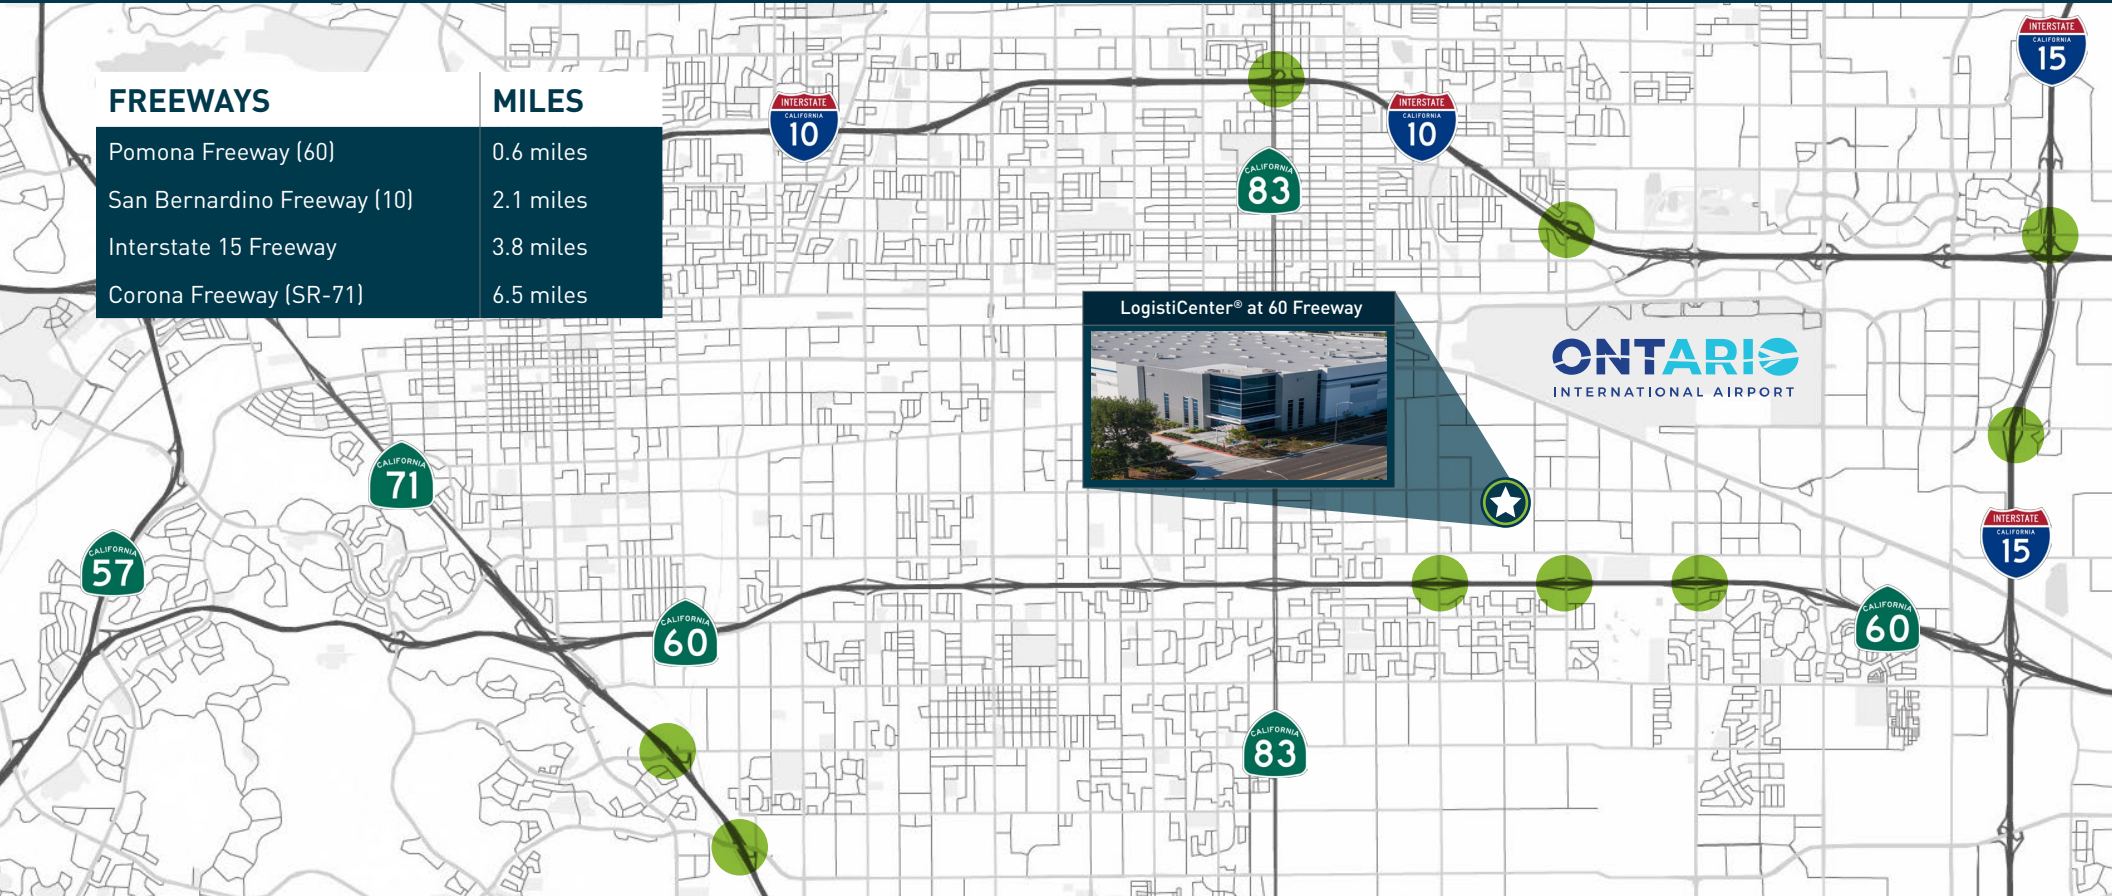 FREEWAYS MILES
Pomona Freeway (60) 0.6 miles
San Bernardino Freeway (10) 2.1 miles
Interstate 15 Freeway 3.8 miles
Corona Freeway (SR-71) 6.5 miles
INTERSTATE
CALIFORNIA
15
INTERSTATE
CALIFORNIA
10
INTERSTATE
CALIFORNIA
10
CALIFORNIA
83
LogistiCenter® at 60 Freeway
ONTARIO
INTERNATIONAL AIRPORT
CALIFORNIA
71
CALIFORNIA
57
INTERSTATE
CALIFORNIA
15
CALIFORNIA
60
CALIFORNIA
60
CALIFORNIA
83